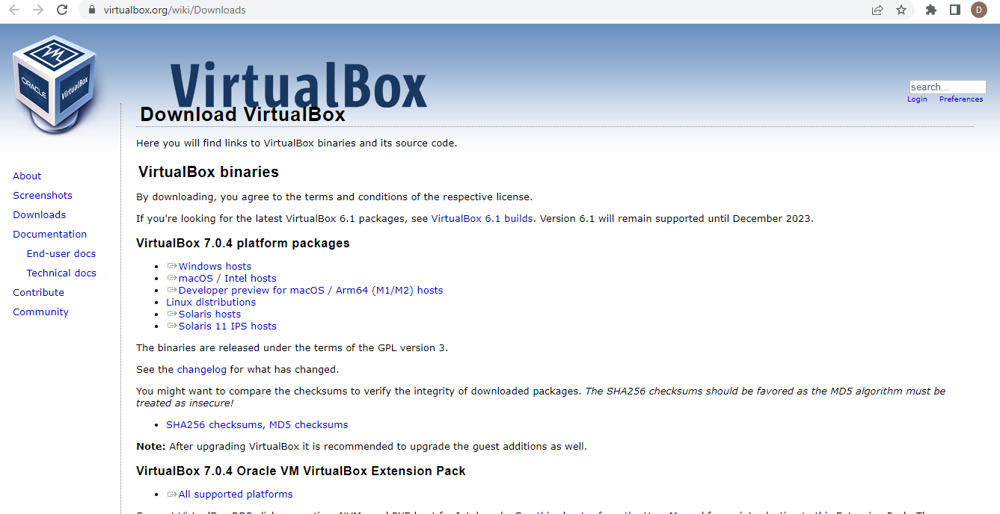 virtualbox.org/wiki/Downloads
D
ORACLE
VirtualBox
VirtualBox
search...
Login Preferences
Download VirtualBox
Here you will find links to VirtualBox binaries and its source code.
About
Screenshots
Downloads
Documentation
End-user docs
Technical docs
Contribute
Community
VirtualBox binaries
By downloading, you agree to the terms and conditions of the respective license.
If you're looking for the latest VirtualBox 6.1 packages, see VirtualBox 6.1 builds. Version 6.1 will remain supported until December 2023.
VirtualBox 7.0.4 platform packages
Windows hosts
macOS / Intel hosts
Developer preview for macOS / Arm64 (M1/M2) hosts
Linux distributions
Solaris hosts
Solaris 11 IPS hosts
The binaries are released under the terms of the GPL version 3.
See the changelog for what has changed.
You might want to compare the checksums to verify the integrity of downloaded packages. The SHA256 checksums should be favored as the MD5 algorithm must be
treated as insecure!
SHA256 checksums, MD5 checksums
Note: After upgrading VirtualBox it is recommended to upgrade the guest additions as well.
VirtualBox 7.0.4 Oracle VM VirtualBox Extension Pack
All supported platforms